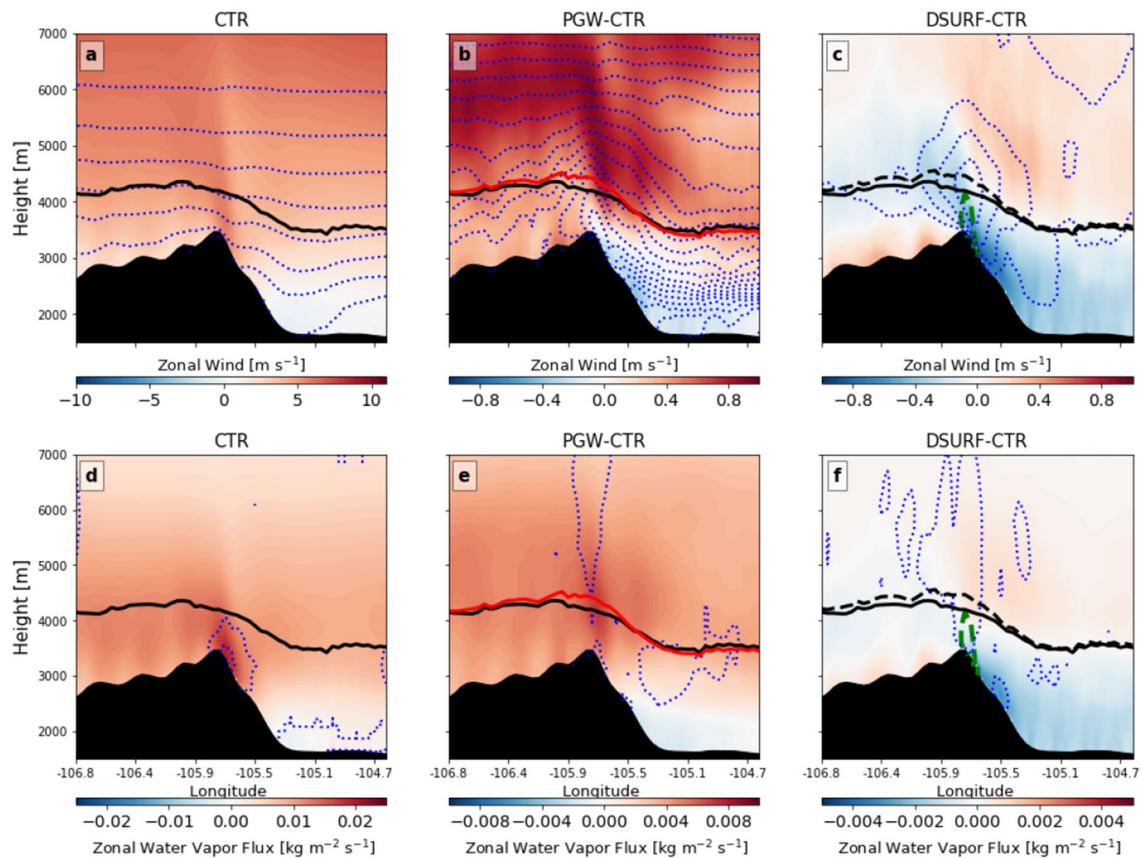 CTR PGW-CTR DSURF-CTR
a b c
7000
6000
5000
4000
3000
2000
Height [m]
Zonal Wind [m s⁻¹] Zonal Wind [m s⁻¹] Zonal Wind [m s⁻¹]
−10 −5 0 5 10 −0.8 −0.4 0.0 0.4 0.8 −0.8 −0.4 0.0 0.4 0.8
CTR PGW-CTR DSURF-CTR
d e f
7000
6000
5000
4000
3000
2000
Height [m]
-106.8 -106.4 -105.9 -105.5 -105.1 -104.7 -106.8 -106.4 -105.9 -105.5 -105.1 -104.7 -106.8 -106.4 -105.9 -105.5 -105.1 -104.7
Longitude Longitude Longitude
−0.02 −0.01 0.00 0.01 0.02 −0.008 −0.004 0.000 0.004 0.008 −0.004 −0.002 0.000 0.002 0.004
Zonal Water Vapor Flux [kg m⁻² s⁻¹] Zonal Water Vapor Flux [kg m⁻² s⁻¹] Zonal Water Vapor Flux [kg m⁻² s⁻¹]